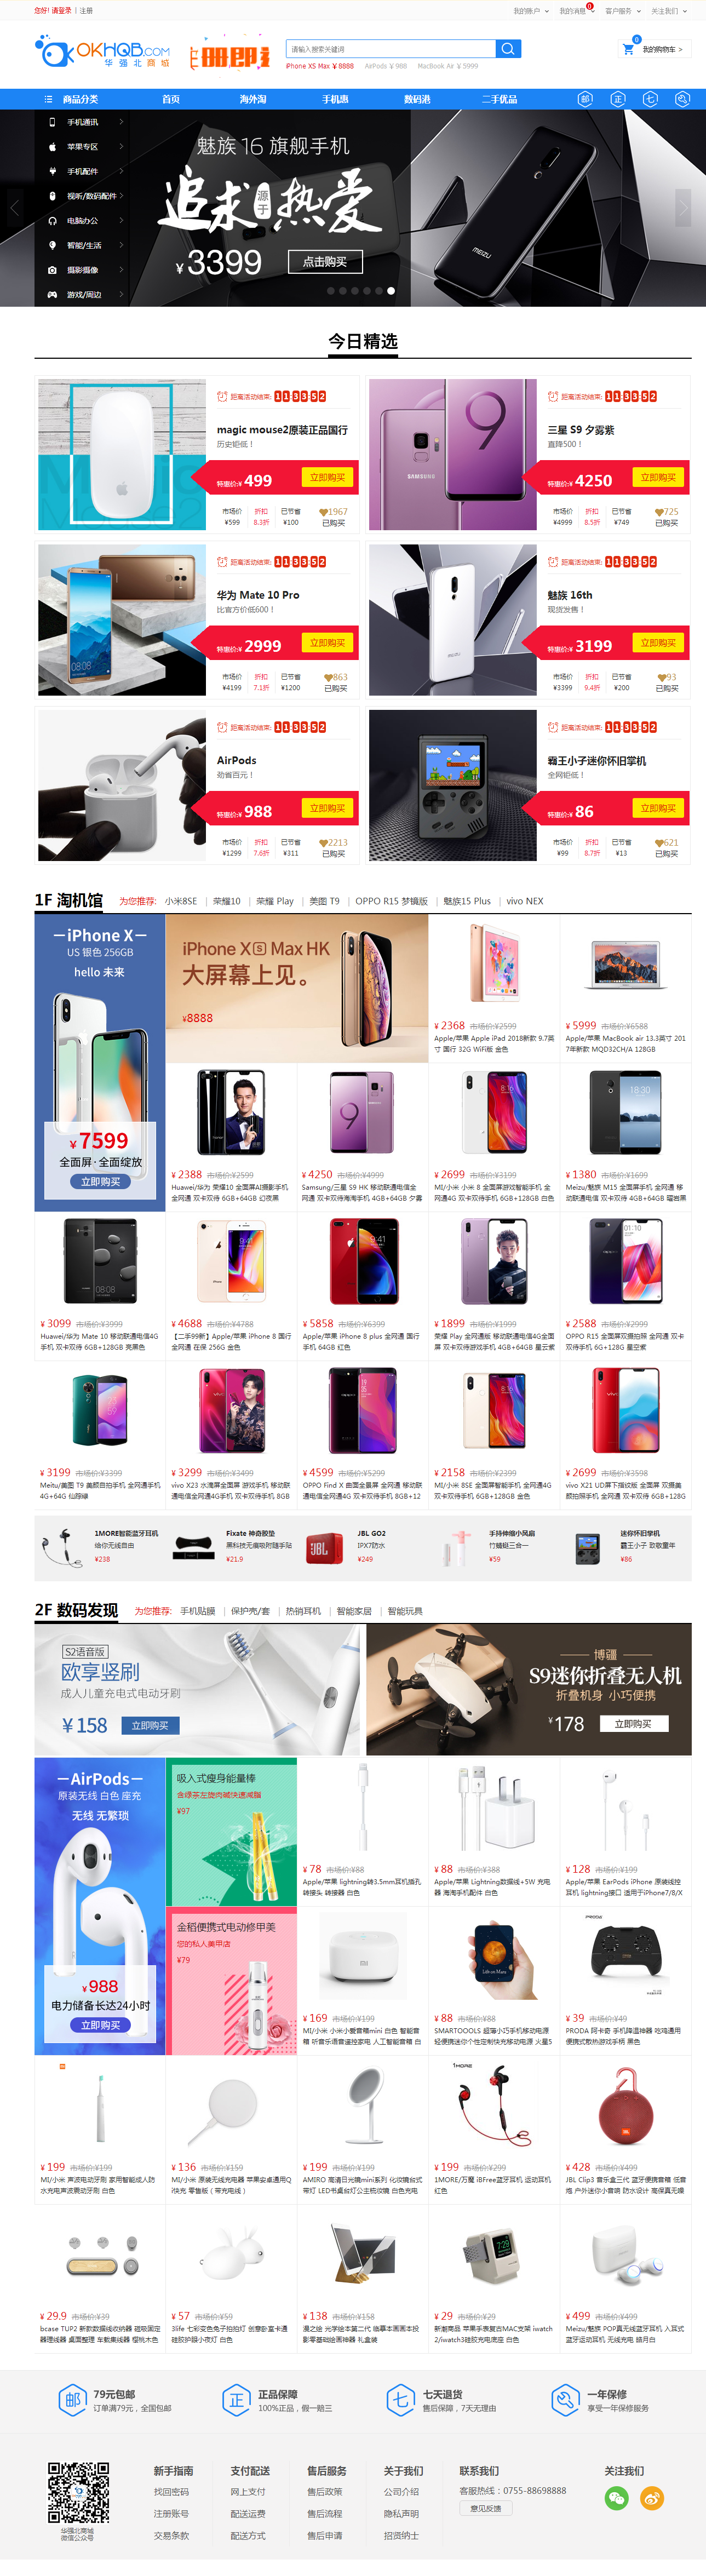 您好! 请登录 | 注册
我的账户 我的消息 0 客户服务 关注我们
OKHQB.COM
华强北商城
请输入搜索关键词
iPhone XS Max ￥8888 AirPods ￥988 MacBook Air ￥5999
0
我的购物车 >
商品分类 首页 海外淘 手机惠 数码港 二手优品 邮 正 七
手机通讯
苹果专区
手机配件
视听/数码配件
电脑办公
智能/生活
摄影摄像
游戏/周边
魅族 16 旗舰手机
追求源于热爱
¥3399 点击购买
MEIZU
今日精选
距离活动结束: 11:33:52
magic mouse2原装正品国行
历史钜低！
特惠价:¥ 499 立即购买
市场价 折扣 已节省 1967
¥599 8.3折 ¥100 已购买
距离活动结束: 11:33:52
三星 S9 夕雾紫
直降500！
特惠价:¥ 4250 立即购买
市场价 折扣 已节省 725
¥4999 8.5折 ¥749 已购买
SAMSUNG
距离活动结束: 11:33:52
华为 Mate 10 Pro
比官方价低600！
特惠价:¥ 2999 立即购买
市场价 折扣 已节省 863
¥4199 7.1折 ¥1200 已购买
距离活动结束: 11:33:52
魅族 16th
现货发售！
特惠价:¥ 3199 立即购买
市场价 折扣 已节省 93
¥3399 9.4折 ¥200 已购买
距离活动结束: 11:33:52
AirPods
劲省百元！
特惠价:¥ 988 立即购买
市场价 折扣 已节省 2213
¥1299 7.6折 ¥311 已购买
距离活动结束: 11:33:52
霸王小子迷你怀旧掌机
全网钜低！
特惠价:¥ 86 立即购买
市场价 折扣 已节省 621
¥99 8.7折 ¥13 已购买
1F 淘机馆 为您推荐: 小米8SE | 荣耀10 | 荣耀 Play | 美图 T9 | OPPO R15 梦镜版 | 魅族15 Plus | vivo NEX
iPhone X
US 银色 256GB
hello 未来
¥7599
全面屏·全面绽放
立即购买
iPhone XS Max HK
大屏幕上见。
¥8888
¥ 2368 市场价:¥2599
Apple/苹果 Apple iPad 2018新款 9.7英
寸 国行 32G WiFi版 金色
¥ 5999 市场价:¥6588
Apple/苹果 MacBook air 13.3英寸 201
7年新款 MQD32CH/A 128GB
¥ 2388 市场价:¥2599
Huawei/华为 荣耀10 全面屏AI摄影手机
全网通 双卡双待 6GB+64GB 幻夜黑
¥ 4250 市场价:¥4999
Samsung/三星 S9 HK 移动联通电信全
网通 双卡双待海淘手机 4GB+64GB 夕雾
¥ 2699 市场价:¥3199
MI/小米 小米 8 全面屏游戏智能手机 全
网通4G 双卡双待手机 6GB+128GB 白色
¥ 1380 市场价:¥1699
Meizu/魅族 M15 全面屏手机 全网通 移
动联通电信 双卡双待 4GB+64GB 曜岩黑
¥ 3099 市场价:¥3999
Huawei/华为 Mate 10 移动联通电信4G
手机 双卡双待 6GB+128GB 亮黑色
¥ 4688 市场价:¥4788
【二手99新】Apple/苹果 iPhone 8 国行
全网通 在保 256G 金色
¥ 5858 市场价:¥6399
Apple/苹果 iPhone 8 plus 全网通 国行
手机 64GB 红色
¥ 1899 市场价:¥1999
荣耀 Play 全网通版 移动联通电信4G全面
屏 双卡双待游戏手机 4GB+64GB 星云紫
¥ 2588 市场价:¥2999
OPPO R15 全面屏双摄拍照 全网通 双卡
双待手机 6G+128G 星空紫
¥ 3199 市场价:¥3399
Meitu/美图 T9 美颜自拍手机 全网通手机
4G+64G 仙踪绿
¥ 3299 市场价:¥3499
vivo X23 水滴屏全面屏 游戏手机 移动联
通电信全网通4G手机 双卡双待手机 8GB
¥ 4599 市场价:¥5299
OPPO Find X 曲面全景屏 全网通 移动联
通电信全网通4G 双卡双待手机 8GB+12
¥ 2158 市场价:¥2399
MI/小米 8SE 全面屏智能手机 全网通4G
双卡双待手机 6GB+128GB 金色
¥ 2699 市场价:¥3598
vivo X21 UD屏下指纹版 全面屏 双摄美
颜拍照手机 全网通 双卡双待 6GB+128G
1MORE智能蓝牙耳机
给你无线自由
¥238
Fixate 神奇胶垫
黑科技无痕吸附随手贴
¥21.9
JBL GO2
IPX7防水
¥249
手持伸缩小风扇
竹蜻蜓三合一
¥59
迷你怀旧掌机
霸王小子 致敬童年
¥86
2F 数码发现 为您推荐: 手机贴膜 | 保护壳/套 | 热销耳机 | 智能家居 | 智能玩具
S2语音版
欧享竖刷
成人儿童充电式电动牙刷
¥158 立即购买
博疆
S9迷你折叠无人机
折叠机身 小巧便携
¥178 立即购买
AirPods
原装无线 白色 座充
无线 无繁琐
¥988
电力储备长达24小时
立即购买
吸入式瘦身能量棒
含绿茶左旋肉碱快速减脂
¥97
¥ 78 市场价:¥88
Apple/苹果 lightning转3.5mm耳机插孔
转接头 转接器 白色
¥ 88 市场价:¥388
Apple/苹果 Lightning数据线+5W 充电
器 海淘手机配件 白色
¥ 128 市场价:¥199
Apple/苹果 EarPods iPhone 原装线控
耳机 lightning接口 适用于iPhone7/8/X
金稻便携式电动修甲美
您的私人美甲店
¥79
¥ 169 市场价:¥199
MI/小米 小米小爱音箱mini 白色 智能音
箱 听音乐语音遥控家电 人工智能音箱 白
¥ 88 市场价:¥88
SMARTOOOLS 超薄小巧手机移动电源
轻便携迷你个性定制快充移动电源 火星5
¥ 39 市场价:¥49
PRODA 阿卡奇 手机降温神器 吃鸡通用
便携式散热游戏手柄 黑色
¥ 199 市场价:¥199
MI/小米 声波电动牙刷 家用智能成人防
水充电声波震动牙刷 白色
¥ 136 市场价:¥159
MI/小米 原装无线充电器 苹果安卓通用Q
i快充 零售版（带充电线）
¥ 199 市场价:¥199
AMIRO 高清日光镜mini系列 化妆镜台式
带灯 LED书桌台灯公主梳妆镜 白色充电
¥ 199 市场价:¥299
1MORE/万魔 iBFree蓝牙耳机 运动耳机
红色
¥ 428 市场价:¥499
JBL Clip3 音乐盒三代 蓝牙便携音箱 低音
炮 户外迷你小音响 防水设计 高保真无噪
¥ 29.9 市场价:¥39
bcase TUP2 新款数据线收纳器 磁吸固定
器理线器 桌面整理 车载集线器 樱桃木色
¥ 57 市场价:¥59
3life 七彩变色兔子拍拍灯 创意卧室卡通
硅胶护眼小夜灯 白色
¥ 138 市场价:¥158
漫之绘 光学绘本第二代 临摹本画画本投
影零基础绘画神器 礼盒装
¥ 29 市场价:¥29
新潮商品 苹果手表复古MAC支架 iwatch
2/iwatch3硅胶充电底座 白色
¥ 499 市场价:¥499
Meizu/魅族 POP真无线蓝牙耳机 入耳式
蓝牙运动耳机 无线充电 皓月白
邮 79元包邮
订单满79元，全国包邮
正 正品保障
100%正品，假一赔三
七 七天退货
售后保障，7天无理由
一年保修
享受一年保修服务
华强北商城
微信公众号
新手指南 支付配送 售后服务 关于我们 联系我们 关注我们
找回密码 网上支付 售后政策 公司介绍 客服热线：0755-88698888
注册账号 配送运费 售后流程 隐私声明 意见反馈
交易条款 配送方式 售后申请 招贤纳士